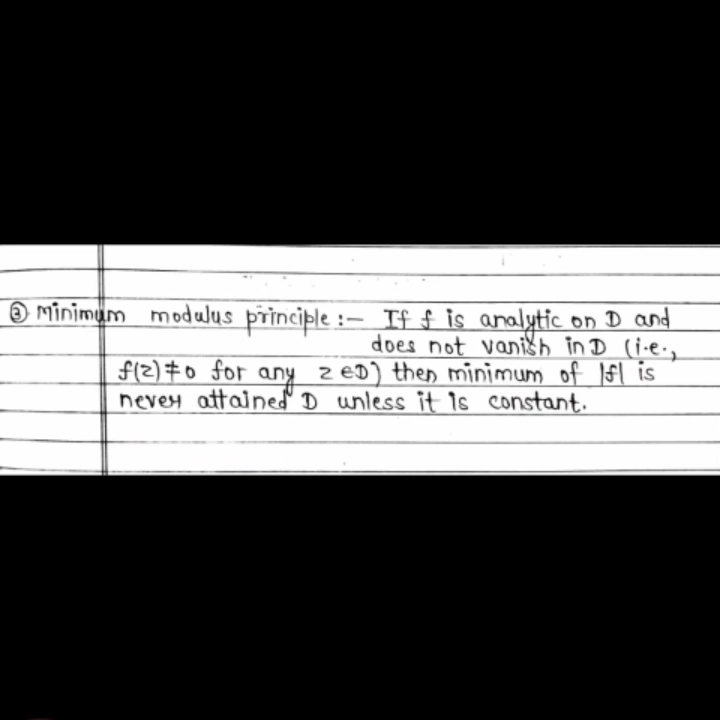 ③ Minimum modulus principle :- If f is analytic on D and
does not vanish in D (i.e.,
f(z) ≠ 0 for any z ∈ D) then minimum of |f| is
never attained D unless it is constant.